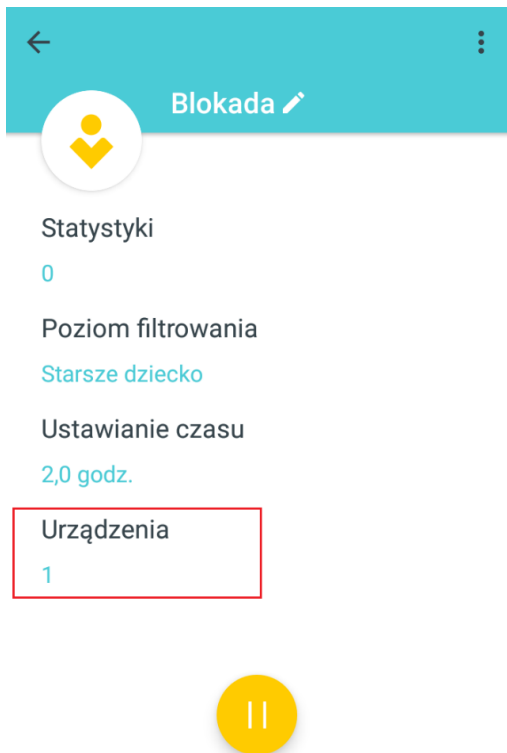 Blokada
Statystyki
0
Poziom filtrowania
Starsze dziecko
Ustawianie czasu
2,0 godz.
Urządzenia
1